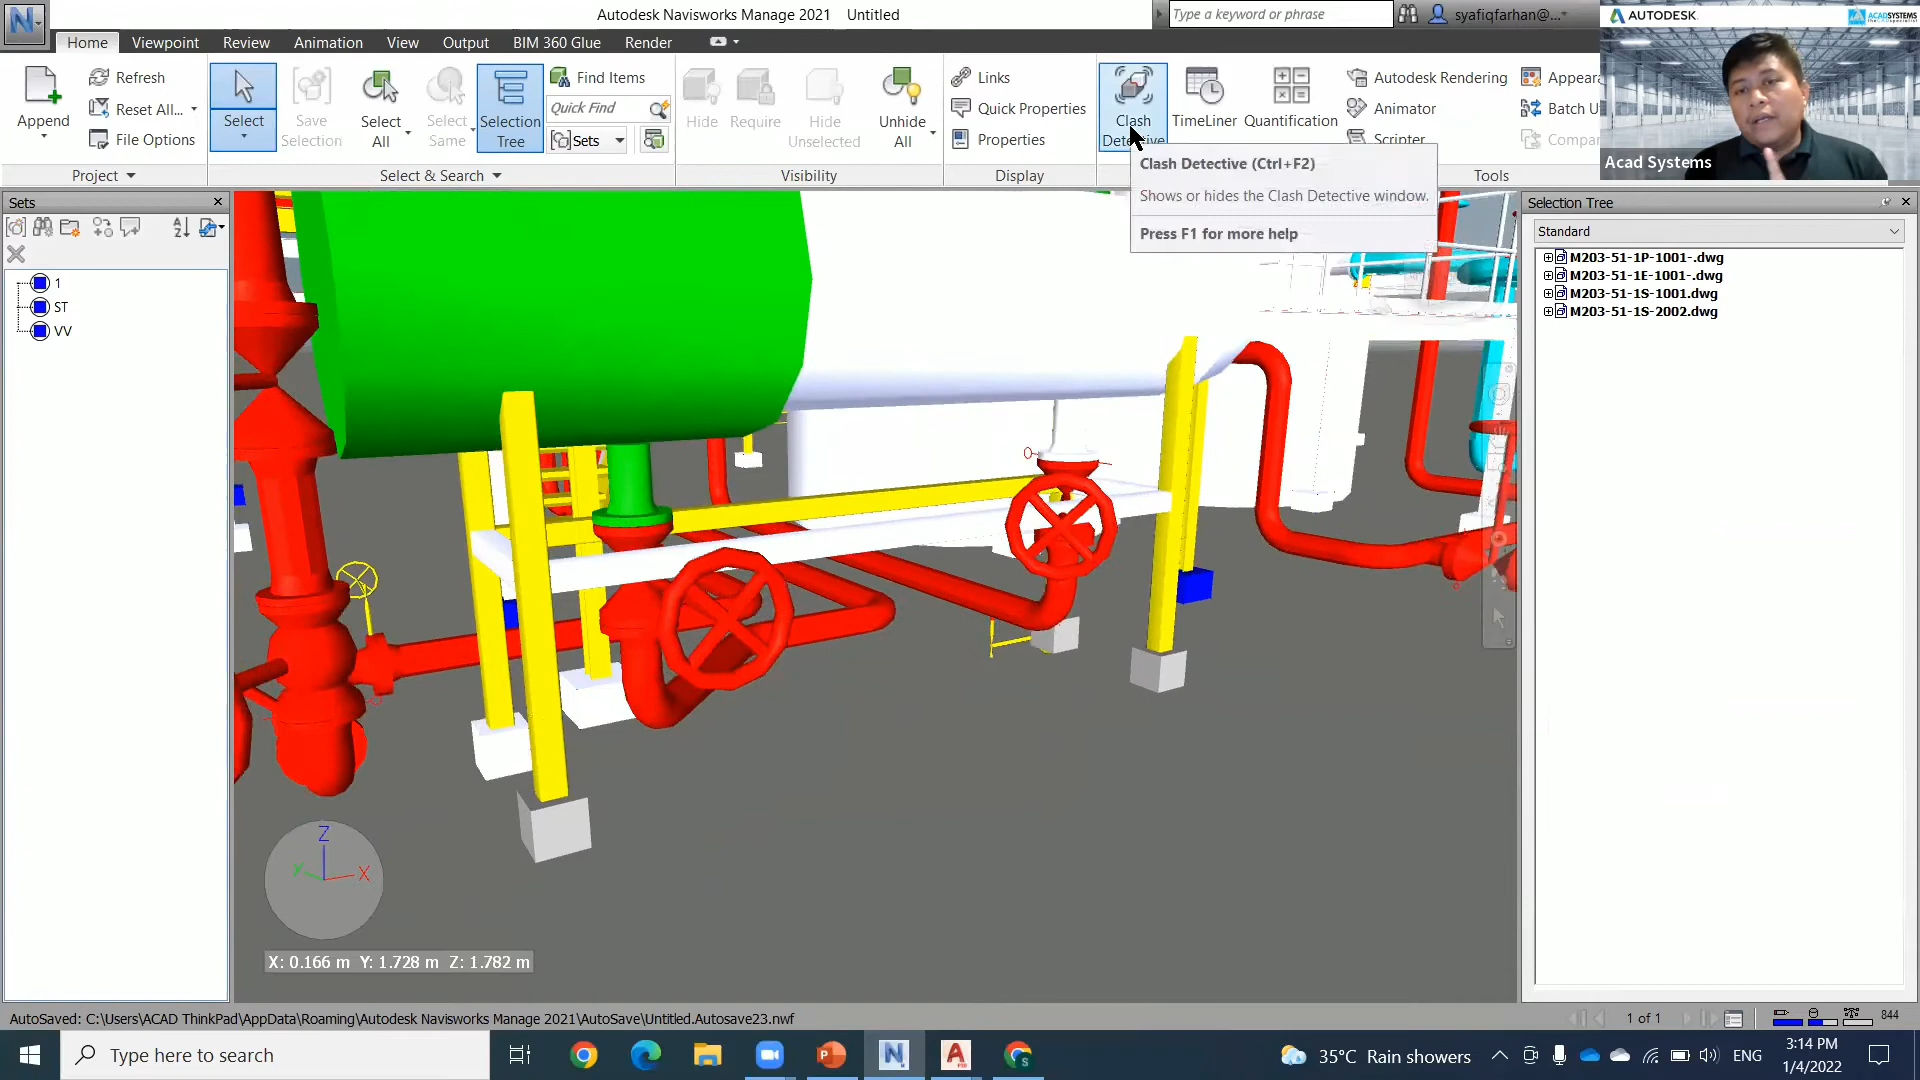 Autodesk Navisworks Manage 2021 Untitled
Type a keyword or phrase
syafiqfarhan@...
AUTODESK
ACADSYSTEMS
Home Viewpoint Review Animation View Output BIM 360 Glue Render
Append
Refresh
Reset All...
File Options
Project
Select
Save Selection
Select All
Select Same
Selection Tree
Find Items
Quick Find
Sets
Select & Search
Hide
Require
Hide Unselected
Unhide All
Visibility
Links
Quick Properties
Properties
Display
Clash Detective
TimeLiner
Quantification
Autodesk Rendering
Animator
Scripter
Appeara
Batch U
Compar
Tools
Acad Systems
Clash Detective (Ctrl+F2)
Shows or hides the Clash Detective window.
Press F1 for more help
Sets
1
ST
VV
Selection Tree
Standard
M203-51-1P-1001-.dwg
M203-51-1E-1001-.dwg
M203-51-1S-1001.dwg
M203-51-1S-2002.dwg
Z
Y
X
X: 0.166 m Y: 1.728 m Z: 1.782 m
AutoSaved: C:\Users\ACAD ThinkPad\AppData\Roaming\Autodesk Navisworks Manage 2021\AutoSave\Untitled.Autosave23.nwf
1 of 1
844
Type here to search
35°C Rain showers
ENG
3:14 PM
1/4/2022